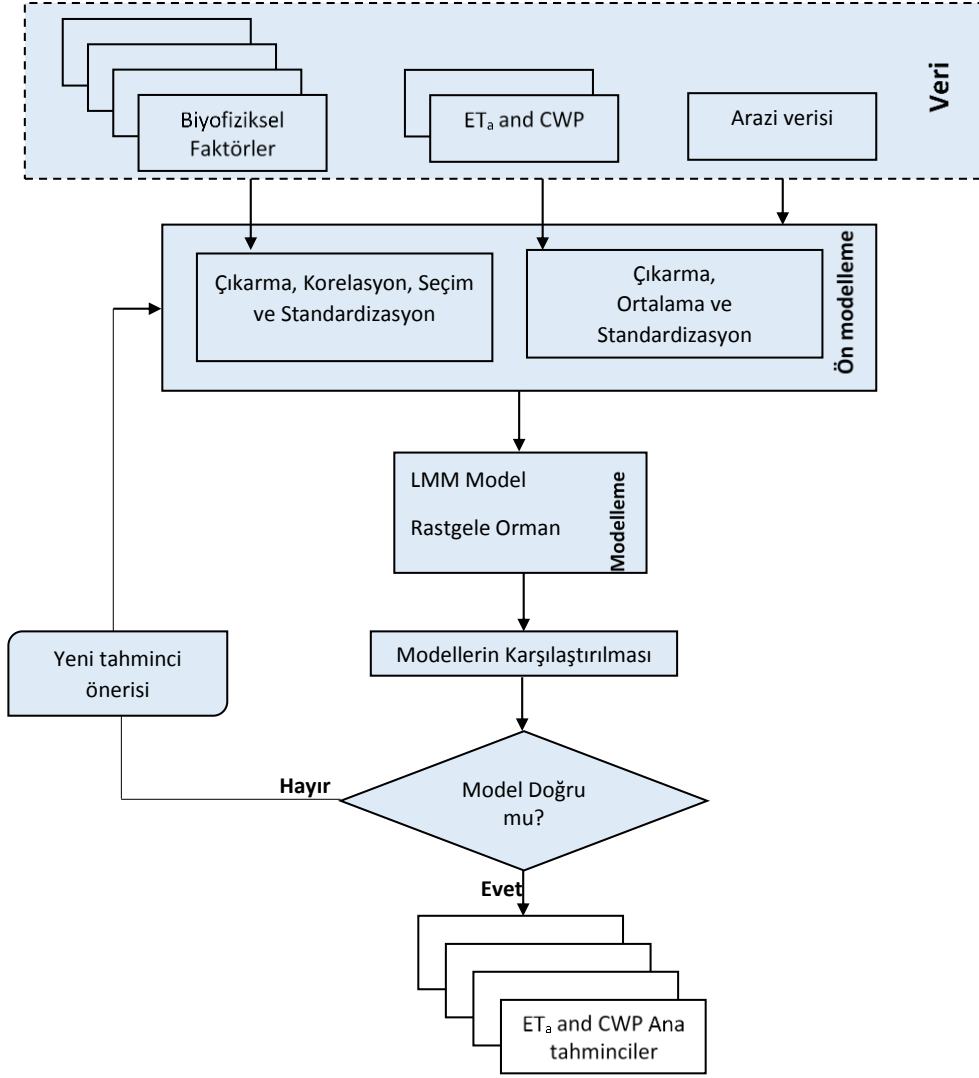 Biyofiziksel
Faktörler
ETₐ and CWP
Arazi verisi
Veri
Çıkarma, Korelasyon, Seçim
ve Standardizasyon
Çıkarma,
Ortalama ve
Standardizasyon
Ön modelleme
LMM Model
Rastgele Orman
Modelleme
Yeni tahminci
önerisi
Modellerin Karşılaştırılması
Hayır
Model Doğru
mu?
Evet
ETₐ and CWP Ana
tahminciler